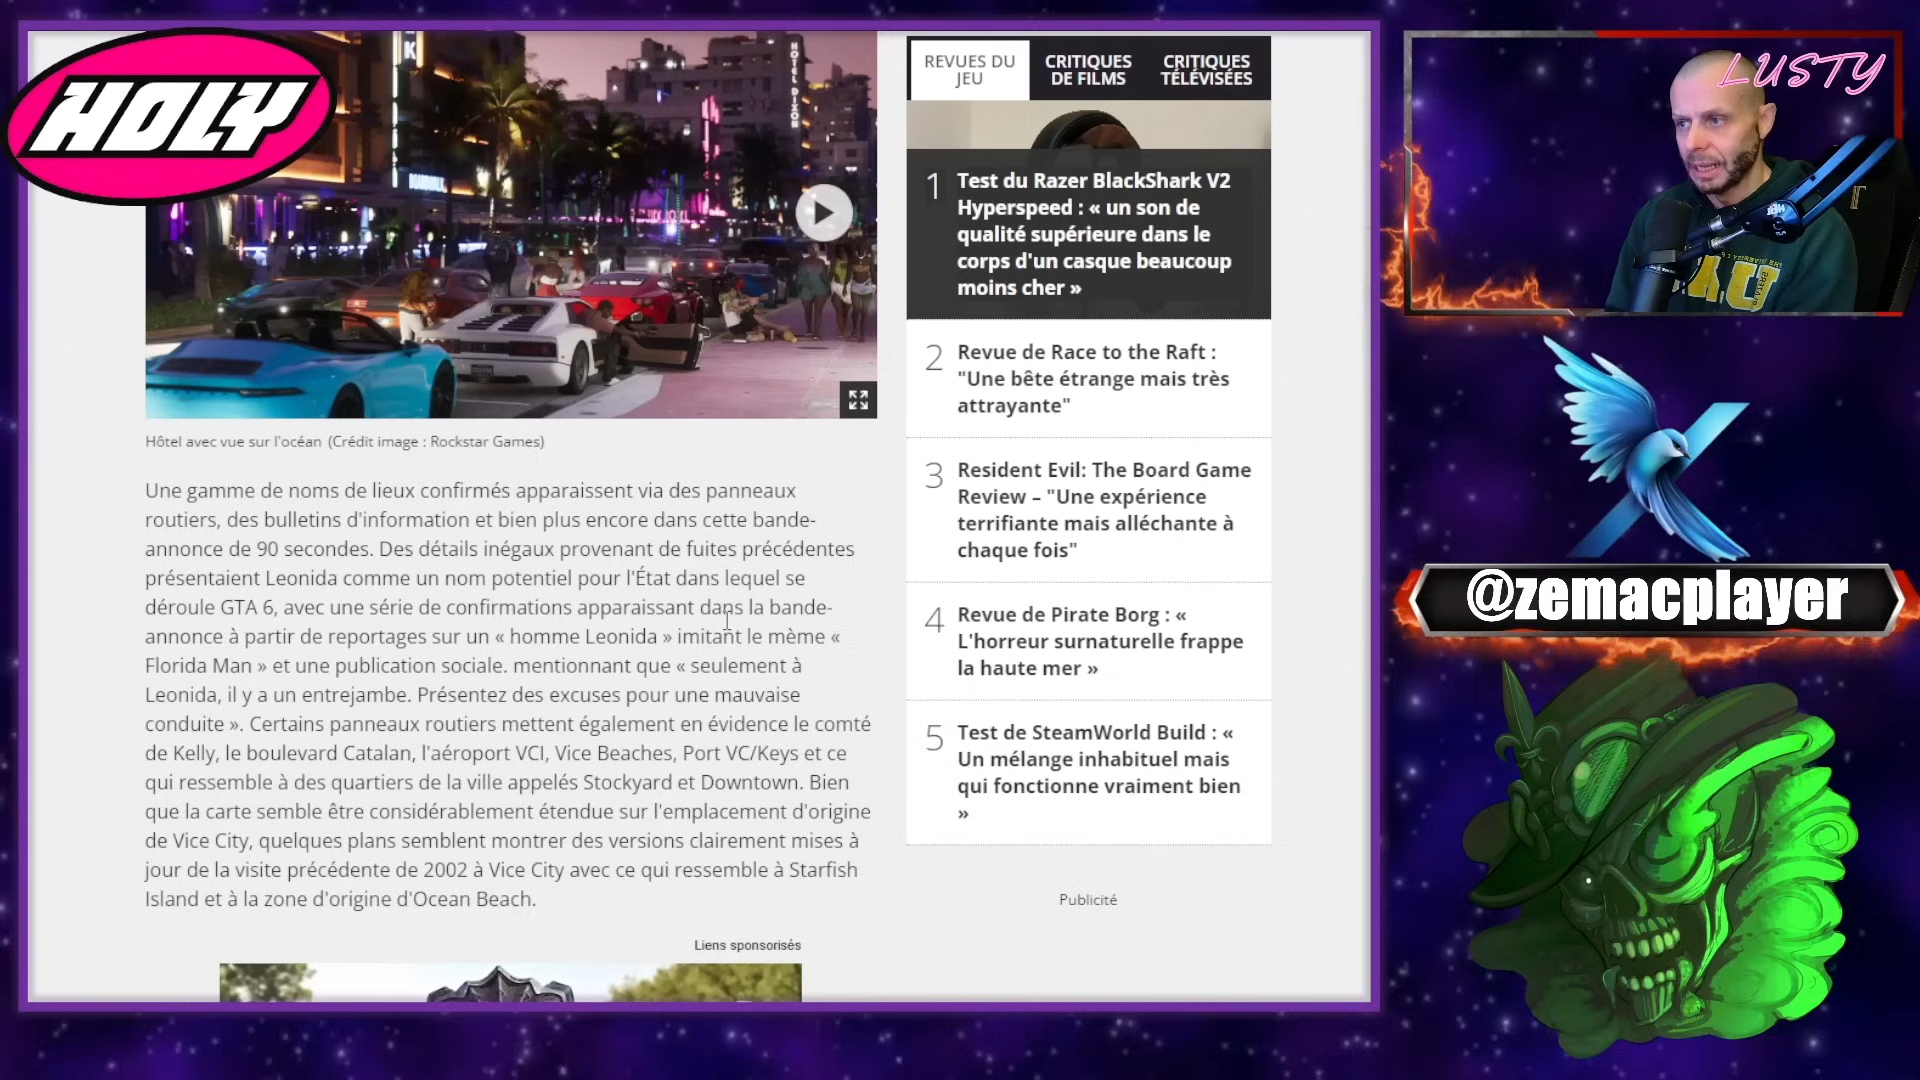 HOLY
HOTEL DIXON
REVUES DU
JEU
CRITIQUES
DE FILMS
CRITIQUES
TÉLÉVISÉES
1
Test du Razer BlackShark V2
Hyperspeed : « un son de
qualité supérieure dans le
corps d'un casque beaucoup
moins cher »
2
Revue de Race to the Raft :
"Une bête étrange mais très
attrayante"
3
Resident Evil: The Board Game
Review – "Une expérience
terrifiante mais alléchante à
chaque fois"
4
Revue de Pirate Borg : «
L'horreur surnaturelle frappe
la haute mer »
5
Test de SteamWorld Build : «
Un mélange inhabituel mais
qui fonctionne vraiment bien
»
Publicité
Hôtel avec vue sur l'océan (Crédit image : Rockstar Games)
Une gamme de noms de lieux confirmés apparaissent via des panneaux
routiers, des bulletins d'information et bien plus encore dans cette bande-
annonce de 90 secondes. Des détails inégaux provenant de fuites précédentes
présentaient Leonida comme un nom potentiel pour l'État dans lequel se
déroule GTA 6, avec une série de confirmations apparaissant dans la bande-
annonce à partir de reportages sur un « homme Leonida » imitant le mème «
Florida Man » et une publication sociale. mentionnant que « seulement à
Leonida, il y a un entrejambe. Présentez des excuses pour une mauvaise
conduite ». Certains panneaux routiers mettent également en évidence le comté
de Kelly, le boulevard Catalan, l'aéroport VCI, Vice Beaches, Port VC/Keys et ce
qui ressemble à des quartiers de la ville appelés Stockyard et Downtown. Bien
que la carte semble être considérablement étendue sur l'emplacement d'origine
de Vice City, quelques plans semblent montrer des versions clairement mises à
jour de la visite précédente de 2002 à Vice City avec ce qui ressemble à Starfish
Island et à la zone d'origine d'Ocean Beach.
Liens sponsorisés
LUSTY
@zemacplayer